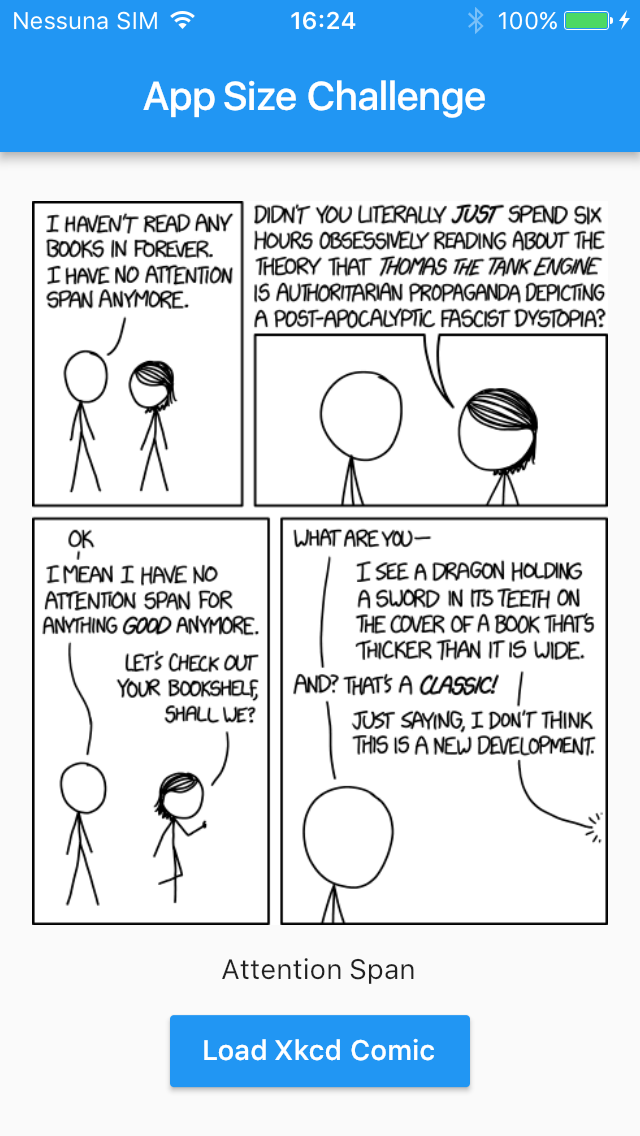 Nessuna SIM 16:24 100%
App Size Challenge
I HAVEN'T READ ANY
BOOKS IN FOREVER.
I HAVE NO ATTENTION
SPAN ANYMORE.
DIDN'T YOU LITERALLY JUST SPEND SIX
HOURS OBSESSIVELY READING ABOUT THE
THEORY THAT THOMAS THE TANK ENGINE
IS AUTHORITARIAN PROPAGANDA DEPICTING
A POST-APOCALYPTIC FASCIST DYSTOPIA?
OK
I MEAN I HAVE NO
ATTENTION SPAN FOR
ANYTHING GOOD ANYMORE.
LET'S CHECK OUT
YOUR BOOKSHELF,
SHALL WE?
WHAT ARE YOU—
I SEE A DRAGON HOLDING
A SWORD IN ITS TEETH ON
THE COVER OF A BOOK THAT'S
THICKER THAN IT IS WIDE.
AND? THAT'S A CLASSIC!
JUST SAYING, I DON'T THINK
THIS IS A NEW DEVELOPMENT.
Attention Span
Load Xkcd Comic